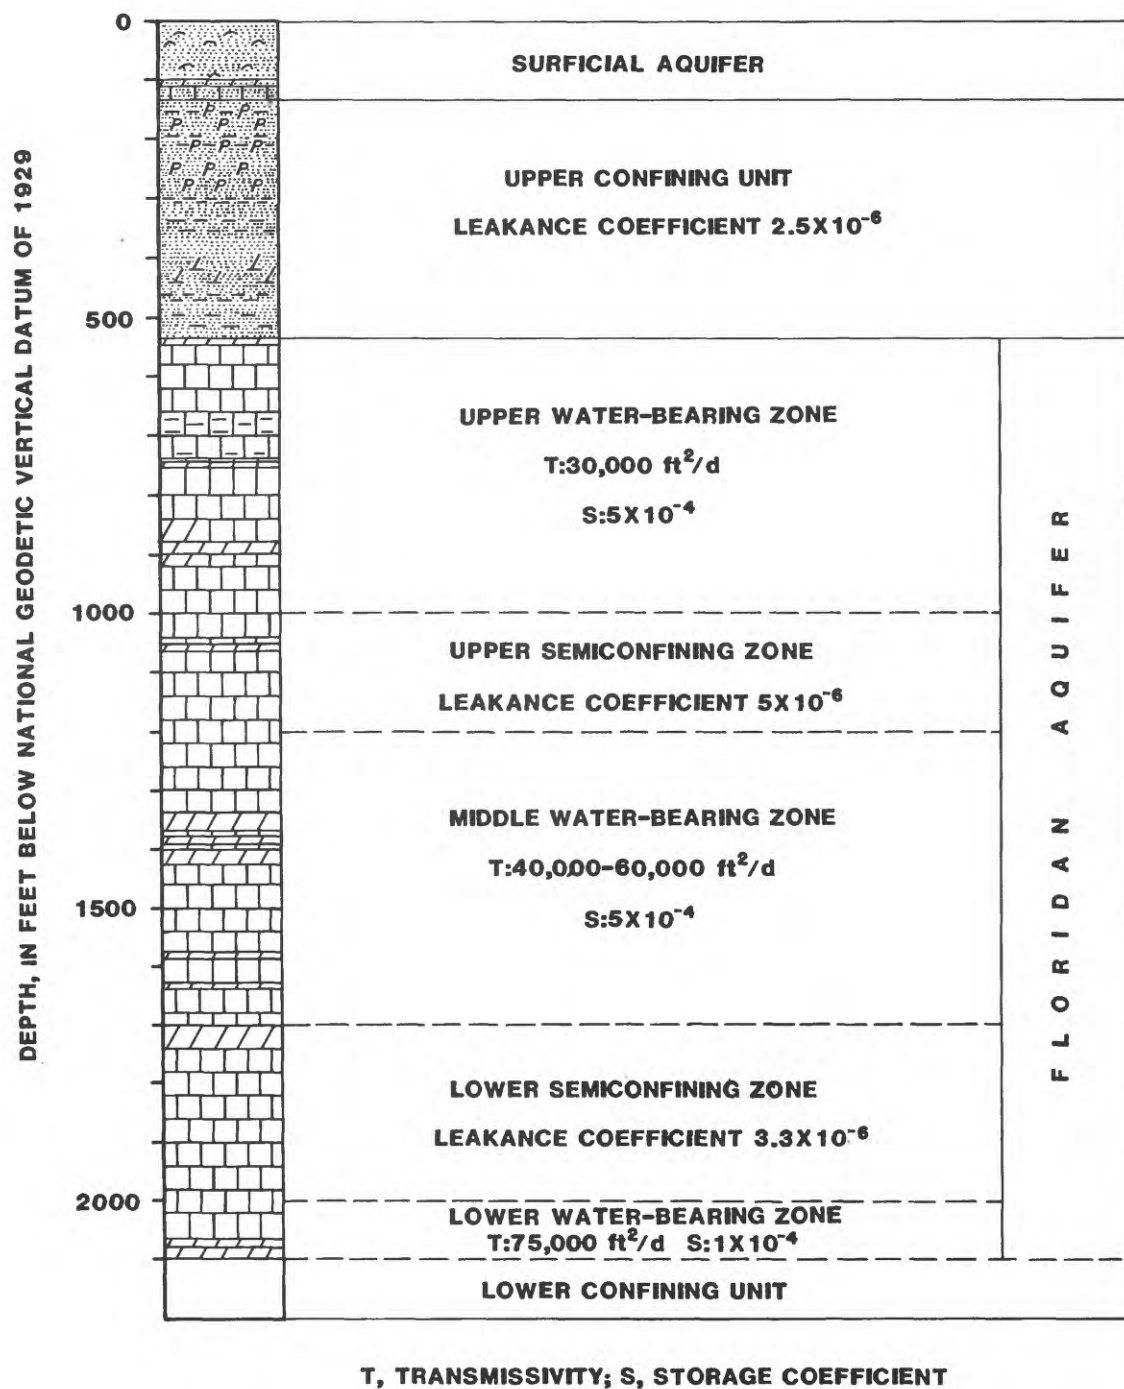 DEPTH, IN FEET BELOW NATIONAL GEODETIC VERTICAL DATUM OF 1929
0
500
1000
1500
2000
SURFICIAL AQUIFER
UPPER CONFINING UNIT
LEAKANCE COEFFICIENT 2.5X10⁻⁶
UPPER WATER-BEARING ZONE
T:30,000 ft²/d
S:5X10⁻⁴
UPPER SEMICONFINING ZONE
LEAKANCE COEFFICIENT 5X10⁻⁶
MIDDLE WATER-BEARING ZONE
T:40,000-60,000 ft²/d
S:5X10⁻⁴
LOWER SEMICONFINING ZONE
LEAKANCE COEFFICIENT 3.3X10⁻⁶
LOWER WATER-BEARING ZONE
T:75,000 ft²/d S:1X10⁻⁴
LOWER CONFINING UNIT
FLORIDAN AQUIFER
P P
P P
P P P
P P P
P P P
T, TRANSMISSIVITY; S, STORAGE COEFFICIENT